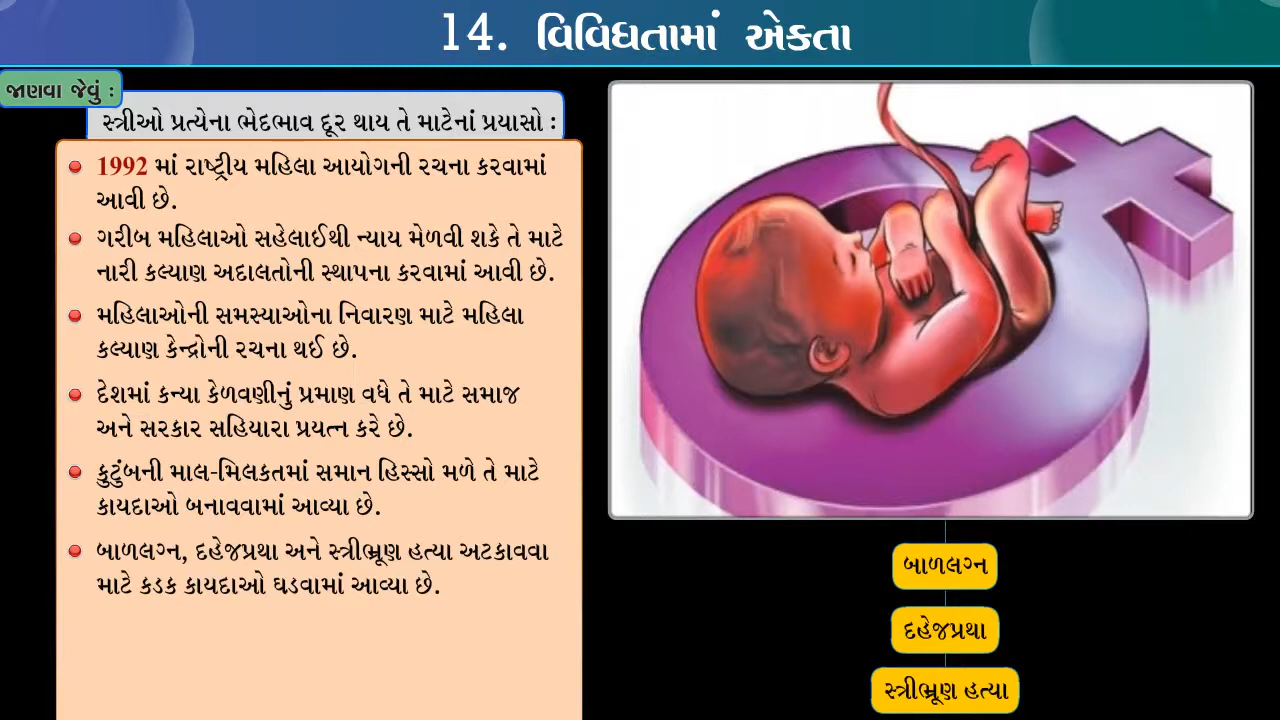 14. વિવિધતામાં એકતા
જાણવા જેવું :
સ્ત્રીઓ પ્રત્યેના ભેદભાવ દૂર થાય તે માટેનાં પ્રયાસો :
1992 માં રાષ્ટ્રીય મહિલા આયોગની રચના કરવામાં
આવી છે.
ગરીબ મહિલાઓ સહેલાઈથી ન્યાય મેળવી શકે તે માટે
નારી કલ્યાણ અદાલતોની સ્થાપના કરવામાં આવી છે.
મહિલાઓની સમસ્યાઓના નિવારણ માટે મહિલા
કલ્યાણ કેન્દ્રોની રચના થઈ છે.
દેશમાં કન્યા કેળવણીનું પ્રમાણ વધે તે માટે સમાજ
અને સરકાર સહિયારા પ્રયત્ન કરે છે.
કુટુંબની માલ-મિલકતમાં સમાન હિસ્સો મળે તે માટે
કાયદાઓ બનાવવામાં આવ્યા છે.
બાળલગ્ન, દહેજપ્રથા અને સ્ત્રીભ્રૂણ હત્યા અટકાવવા
માટે કડક કાયદાઓ ઘડવામાં આવ્યા છે.
બાળલગ્ન
દહેજપ્રથા
સ્ત્રીભ્રૂણ હત્યા